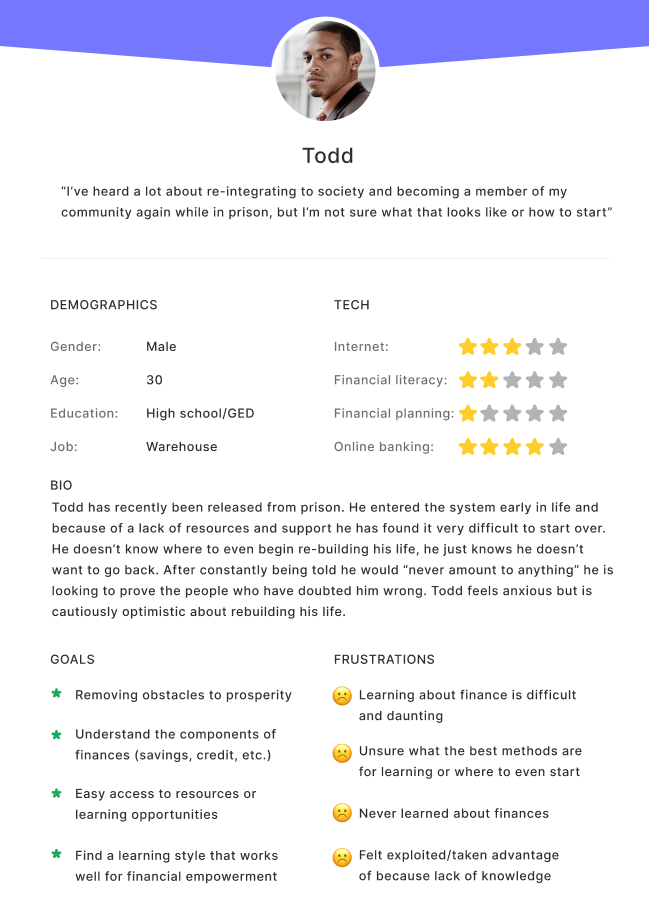 Todd
“I’ve heard a lot about re-integrating to society and becoming a member of my
community again while in prison, but I’m not sure what that looks like or how to start”
DEMOGRAPHICS
Gender: Male
Age: 30
Education: High school/GED
Job: Warehouse
TECH
Internet:
Financial literacy:
Financial planning:
Online banking:
BIO
Todd has recently been released from prison. He entered the system early in life and
because of a lack of resources and support he has found it very difficult to start over.
He doesn’t know where to even begin re-building his life, he just knows he doesn’t
want to go back. After constantly being told he would “never amount to anything” he is
looking to prove the people who have doubted him wrong. Todd feels anxious but is
cautiously optimistic about rebuilding his life.
GOALS
Removing obstacles to prosperity
Understand the components of
finances (savings, credit, etc.)
Easy access to resources or
learning opportunities
Find a learning style that works
well for financial empowerment
FRUSTRATIONS
Learning about finance is difficult
and daunting
Unsure what the best methods are
for learning or where to even start
Never learned about finances
Felt exploited/taken advantage
of because lack of knowledge